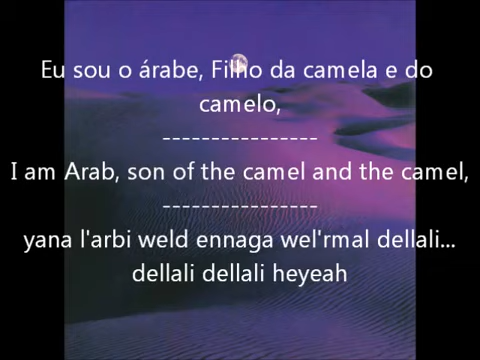 Eu sou o árabe, Filho da camela e do
camelo,
----------------
I am Arab, son of the camel and the camel,
----------------
yana l'arbi weld ennaga wel'rmal dellali...
dellali dellali heyeah